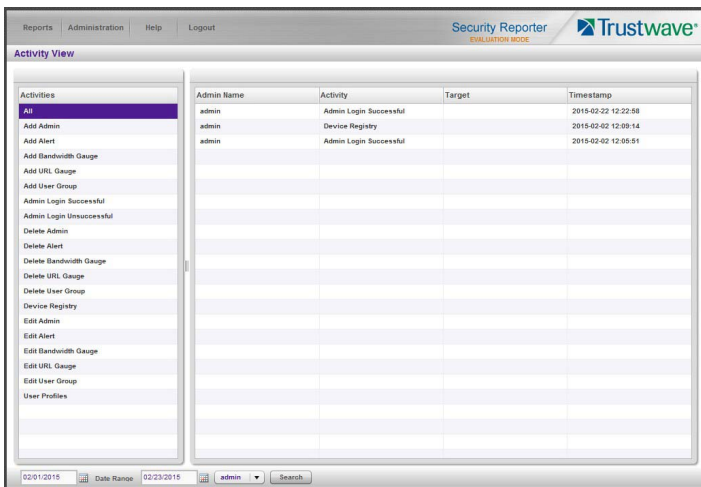 Reports Administration Help Logout
Security Reporter
EVALUATION MODE
Trustwave®
Activity View
Activities
All
Add Admin
Add Alert
Add Bandwidth Gauge
Add URL Gauge
Add User Group
Admin Login Successful
Admin Login Unsuccessful
Delete Admin
Delete Alert
Delete Bandwidth Gauge
Delete URL Gauge
Delete User Group
Device Registry
Edit Admin
Edit Alert
Edit Bandwidth Gauge
Edit URL Gauge
Edit User Group
User Profiles
Admin Name Activity Target Timestamp
admin Admin Login Successful 2015-02-22 12:22:58
admin Device Registry 2015-02-02 12:09:14
admin Admin Login Successful 2015-02-02 12:05:51
02/01/2015 Date Range 02/23/2015 admin Search